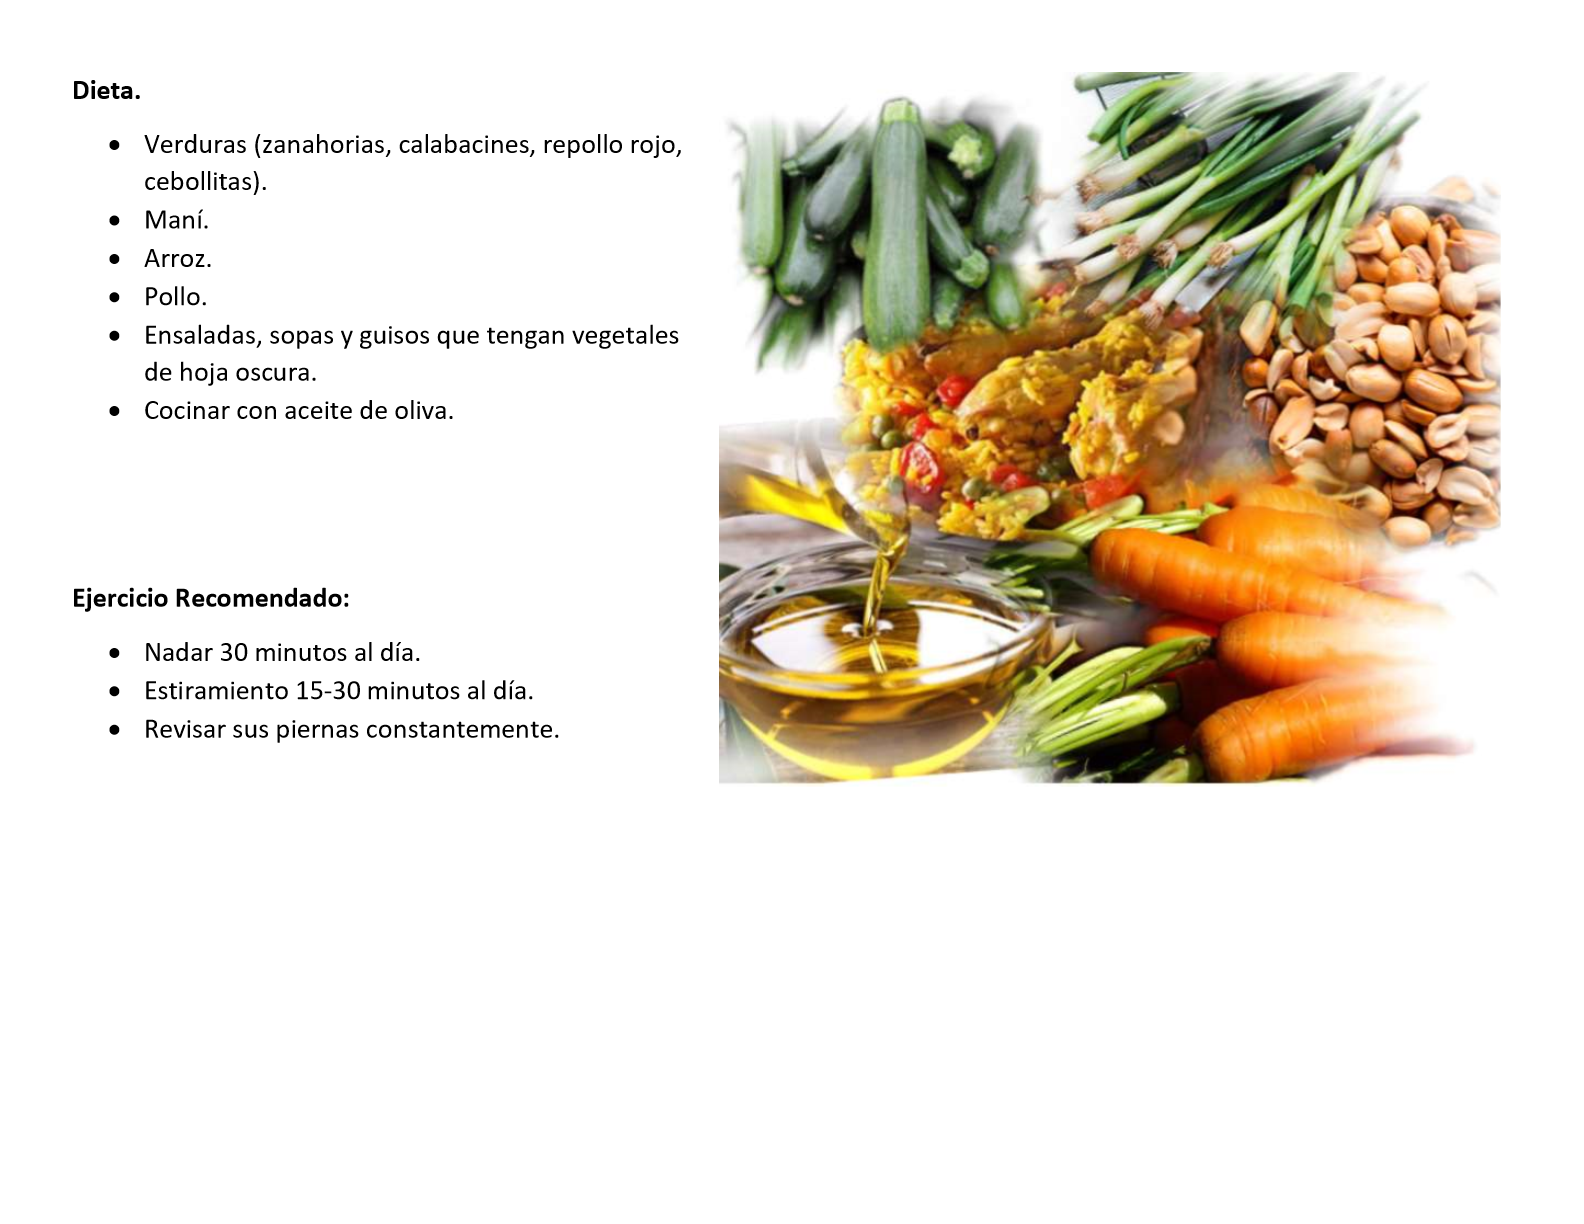 Dieta.
• Verduras (zanahorias, calabacines, repollo rojo,
cebollitas).
• Maní.
• Arroz.
• Pollo.
• Ensaladas, sopas y guisos que tengan vegetales
de hoja oscura.
• Cocinar con aceite de oliva.
Ejercicio Recomendado:
• Nadar 30 minutos al día.
• Estiramiento 15-30 minutos al día.
• Revisar sus piernas constantemente.